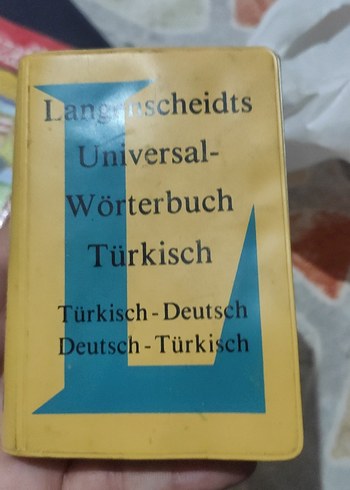 Langenscheidts
Universal-
Wörterbuch
Türkisch
Türkisch - Deutsch
Deutsch - Türkisch